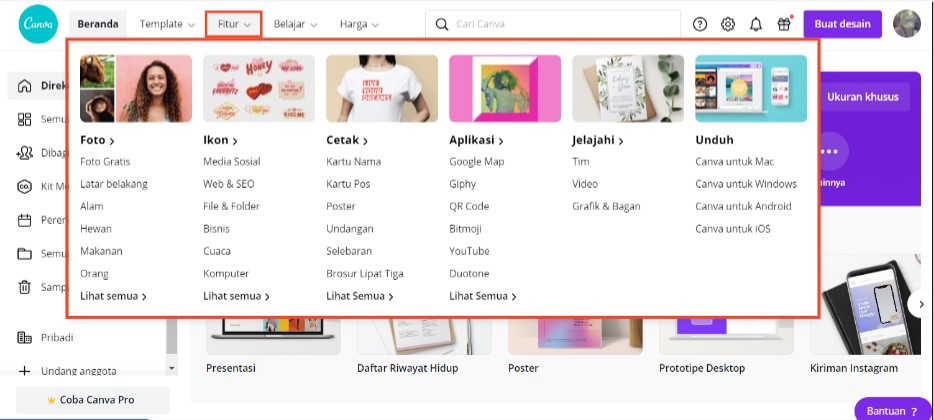 Canva
Beranda
Template
Fitur
Belajar
Harga
Cari Canva
Buat desain
Foto
Foto Gratis
Latar belakang
Alam
Hewan
Makanan
Orang
Lihat semua
Ikon
Media Sosial
Web & SEO
File & Folder
Bisnis
Cuaca
Komputer
Lihat semua
Cetak
Kartu Nama
Kartu Pos
Poster
Undangan
Selebaran
Brosur Lipat Tiga
Lihat Semua
Aplikasi
Google Map
Giphy
QR Code
Bitmoji
YouTube
Duotone
Lihat Semua
Jelajahi
Tim
Video
Grafik & Bagan
Unduh
Canva untuk Mac
Canva untuk Windows
Canva untuk Android
Canva untuk iOS
HONEY
LIVE
YOUR
DREAMS
Direk
Semu
Dibag
Kit M
Peren
Semu
Samp
Pribadi
Undang anggota
Coba Canva Pro
Ukuran khusus
innya
Presentasi
Daftar Riwayat Hidup
Poster
Prototipe Desktop
Kiriman Instagram
Bantuan ?